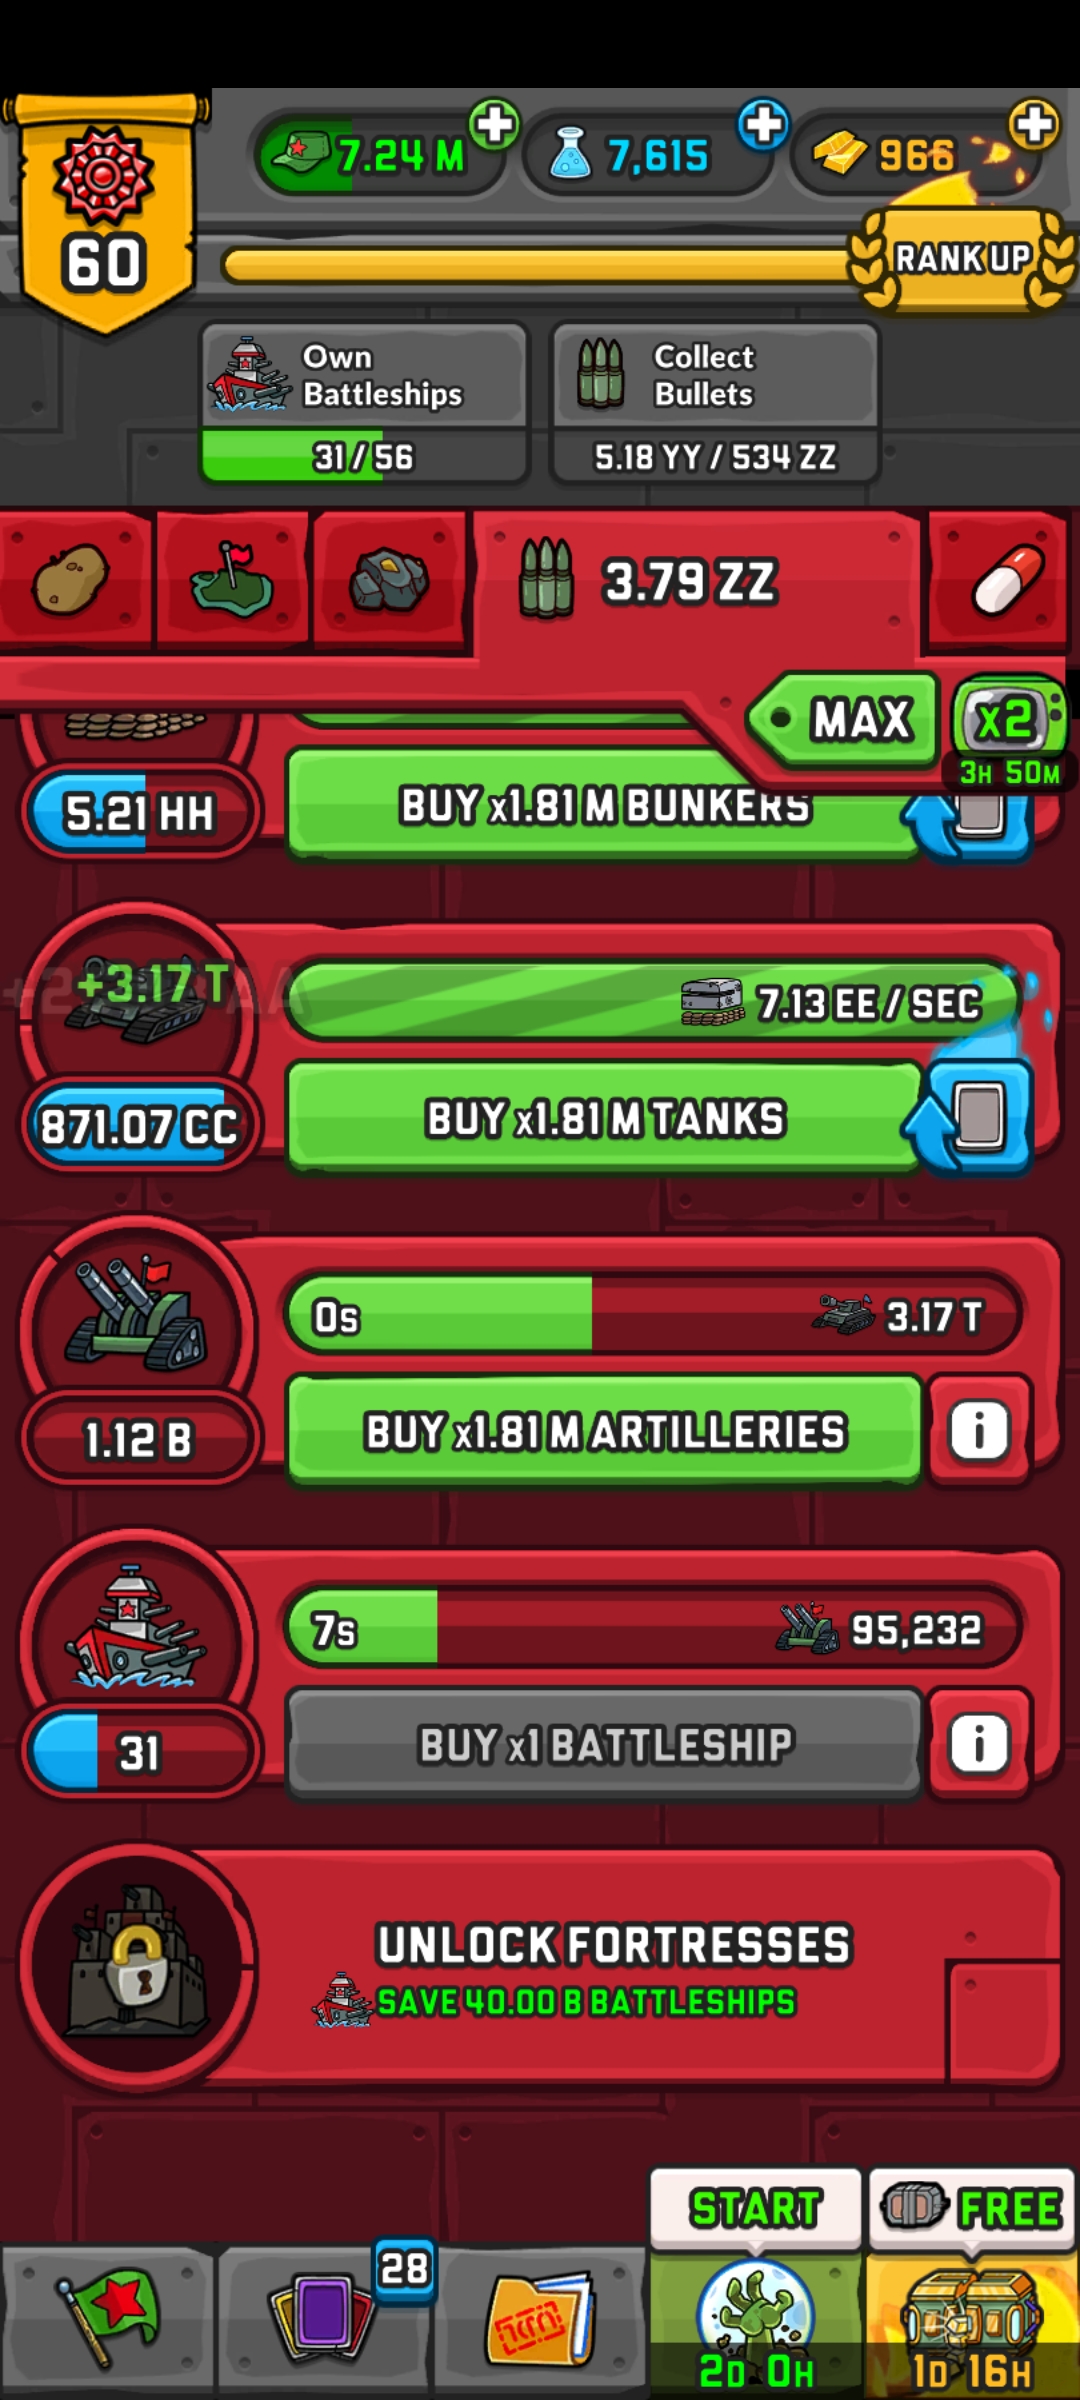 7.24 M
7,615
966
60
RANK UP
Own
Battleships
31 / 56
Collect
Bullets
5.18 YY / 534 ZZ
3.79 ZZ
MAX
x2
3H 50M
5.21 HH
BUY x1.81 M BUNKERS
+3.17 T
7.13 EE / SEC
871.07 CC
BUY x1.81 M TANKS
0s
3.17 T
1.12 B
BUY x1.81 M ARTILLERIES
i
7s
95,232
31
BUY x1 BATTLESHIP
i
UNLOCK FORTRESSES
SAVE 40.00 B BATTLESHIPS
START
FREE
28
2D 0H
1D 16H